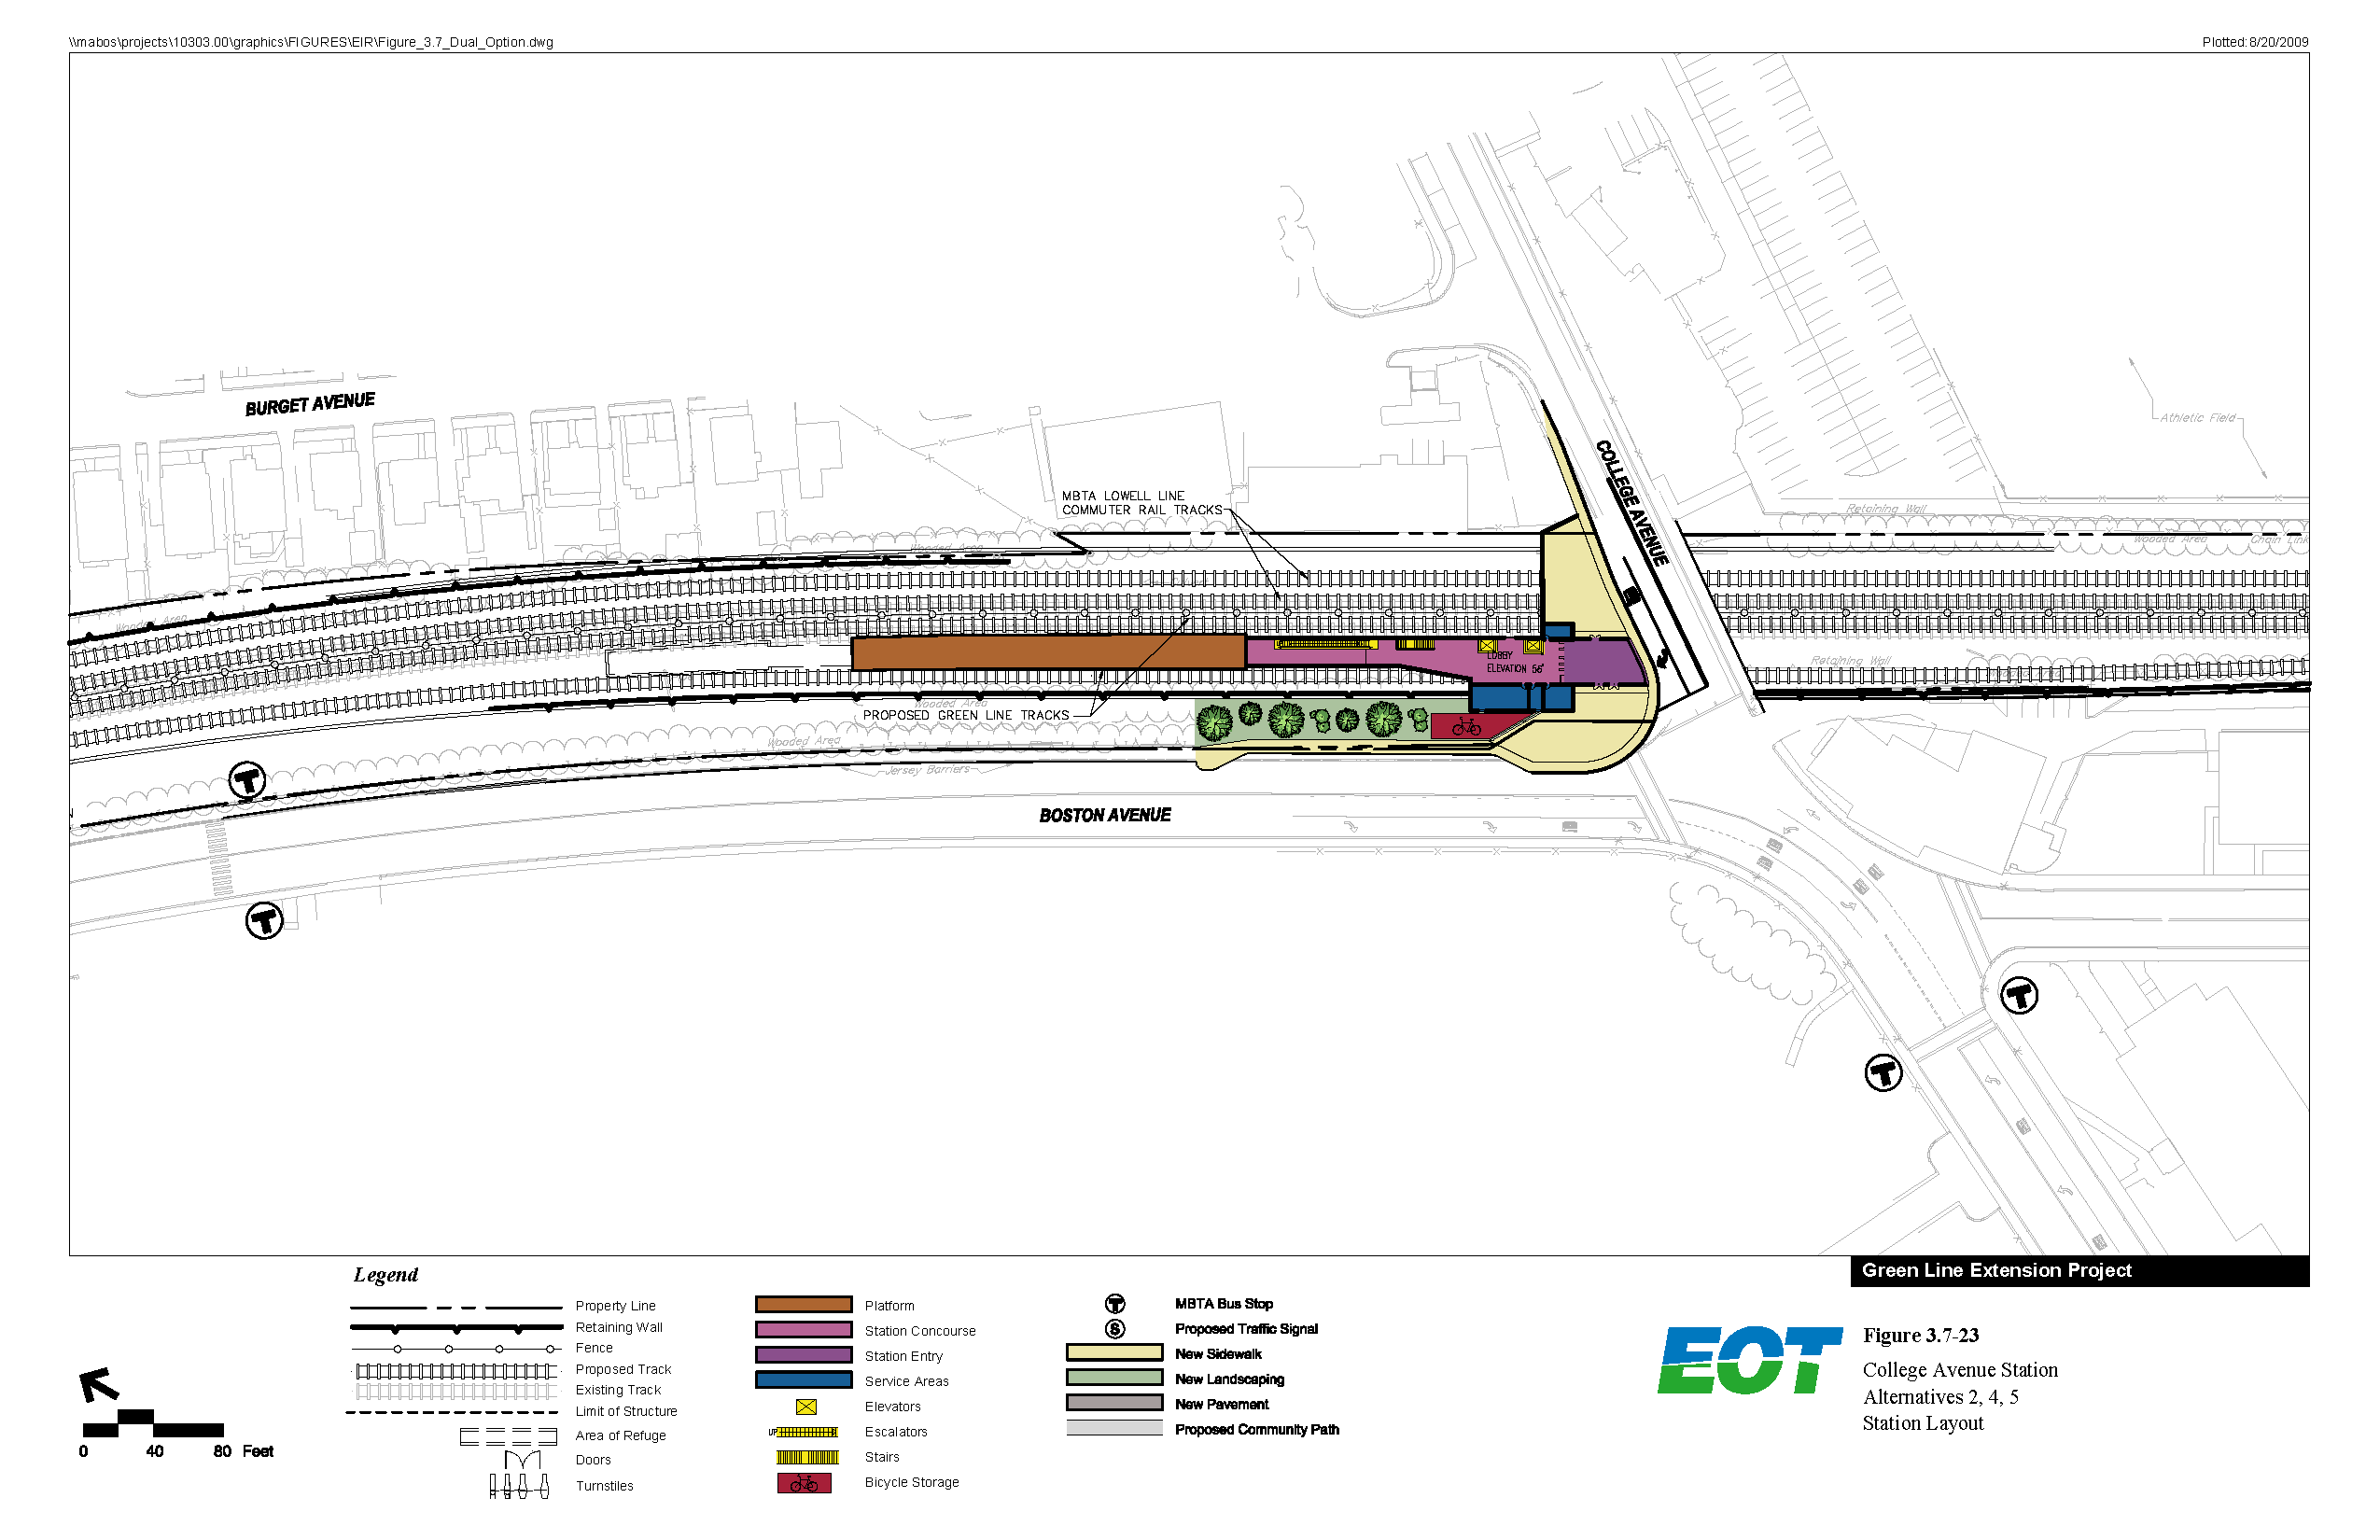 \\mabos\projects\10303.00\graphics\FIGURES\EIR\Figure_3.7_Dual_Option.dwg
Plotted:8/20/2009
BURGET AVENUE
COLLEGE AVENUE
Athletic Field
MBTA LOWELL LINE
COMMUTER RAIL TRACKS
Retaining Wall
Wooded Area
Wooded Area
Chain Link
Wooded Area
LOBBY
ELEVATION 56'
Retaining Wall
Wooded Area
PROPOSED GREEN LINE TRACKS
Wooded Area
Jersey Barriers
BOSTON AVENUE
T
T
T
T
Green Line Extension Project
Legend
Property Line
Retaining Wall
Fence
Proposed Track
Existing Track
Limit of Structure
Area of Refuge
Doors
Turnstiles
Platform
Station Concourse
Station Entry
Service Areas
Elevators
UP
Escalators
Stairs
Bicycle Storage
T
MBTA Bus Stop
S
Proposed Traffic Signal
New Sidewalk
New Landscaping
New Pavement
Proposed Community Path
0 40 80 Feet
EOT
Figure 3.7-23
College Avenue Station
Alternatives 2, 4, 5
Station Layout